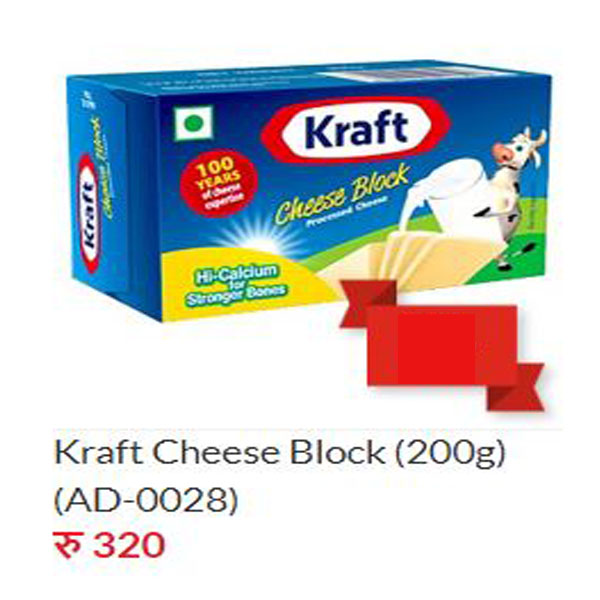 Kraft
100
YEARS
of cheese
expertise
Cheese Block
Processed Cheese
Hi-Calcium
for
Stronger Bones
Kraft
Cheese Block
Kraft Cheese Block (200g)
(AD-0028)
रु 320